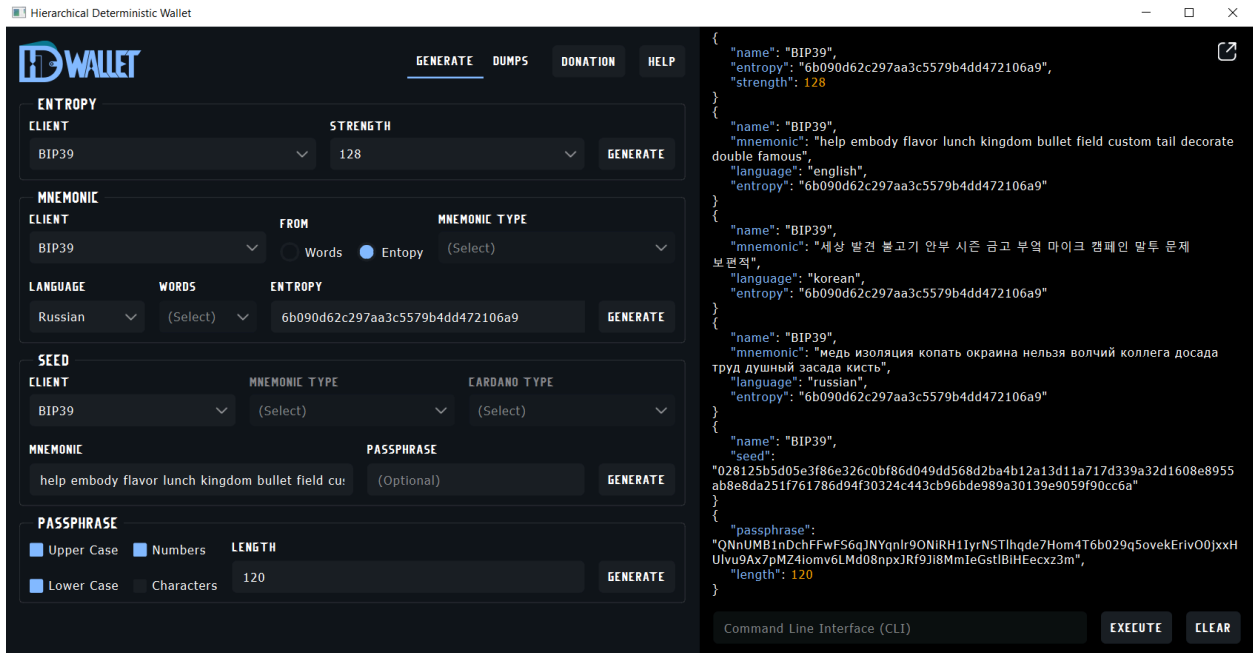 Hierarchical Deterministic Wallet
HD WALLET
GENERATE DUMPS DONATION HELP
ENTROPY
CLIENT STRENGTH
BIP39 128 GENERATE
MNEMONIC
CLIENT FROM MNEMONIC TYPE
BIP39 Words Entopy (Select)
LANGUAGE WORDS ENTROPY
Russian (Select) 6b090d62c297aa3c5579b4dd472106a9 GENERATE
SEED
CLIENT MNEMONIC TYPE CARDANO TYPE
BIP39 (Select) (Select)
MNEMONIC PASSPHRASE
help embody flavor lunch kingdom bullet field cu (Optional) GENERATE
PASSPHRASE
Upper Case Numbers LENGTH
Lower Case Characters 120 GENERATE
{
"name": "BIP39",
"entropy": "6b090d62c297aa3c5579b4dd472106a9",
"strength": 128
}
{
"name": "BIP39",
"mnemonic": "help embody flavor lunch kingdom bullet field custom tail decorate
double famous",
"language": "english",
"entropy": "6b090d62c297aa3c5579b4dd472106a9"
}
{
"name": "BIP39",
"mnemonic": "세상 발견 불고기 안부 시즌 금고 부엌 마이크 캠페인 말투 문제
보편적",
"language": "korean",
"entropy": "6b090d62c297aa3c5579b4dd472106a9"
}
{
"name": "BIP39",
"mnemonic": "медь изоляция копать окраина нельзя волчий коллега досада
труд душный засада кисть",
"language": "russian",
"entropy": "6b090d62c297aa3c5579b4dd472106a9"
}
{
"name": "BIP39",
"seed":
"028125b5d05e3f86e326c0bf86d049dd568d2ba4b12a13d11a717d339a32d1608e8955
ab8e8da251f761786d94f30324c443cb96bde989a30139e9059f90cc6a"
}
{
"passphrase":
"QNnUMB1nDchFFwFS6qJNYqnlr9ONiRH1IyrNSTlhqde7Hom4T6b029q5ovekErivO0jxxH
Ulvu9Ax7pMZ4iomv6LMd08npxJRf9Ji8MmIeGstlBiHEecxz3m",
"length": 120
}
Command Line Interface (CLI) EXECUTE CLEAR